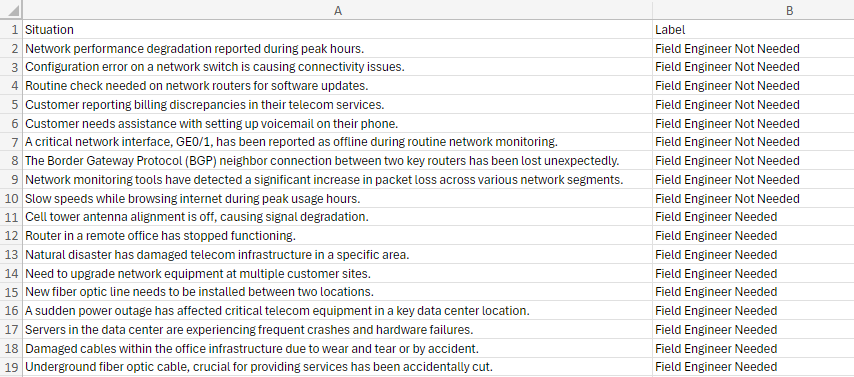 A B
1 Situation Label
2 Network performance degradation reported during peak hours. Field Engineer Not Needed
3 Configuration error on a network switch is causing connectivity issues. Field Engineer Not Needed
4 Routine check needed on network routers for software updates. Field Engineer Not Needed
5 Customer reporting billing discrepancies in their telecom services. Field Engineer Not Needed
6 Customer needs assistance with setting up voicemail on their phone. Field Engineer Not Needed
7 A critical network interface, GE0/1, has been reported as offline during routine network monitoring. Field Engineer Not Needed
8 The Border Gateway Protocol (BGP) neighbor connection between two key routers has been lost unexpectedly. Field Engineer Not Needed
9 Network monitoring tools have detected a significant increase in packet loss across various network segments. Field Engineer Not Needed
10 Slow speeds while browsing internet during peak usage hours. Field Engineer Not Needed
11 Cell tower antenna alignment is off, causing signal degradation. Field Engineer Needed
12 Router in a remote office has stopped functioning. Field Engineer Needed
13 Natural disaster has damaged telecom infrastructure in a specific area. Field Engineer Needed
14 Need to upgrade network equipment at multiple customer sites. Field Engineer Needed
15 New fiber optic line needs to be installed between two locations. Field Engineer Needed
16 A sudden power outage has affected critical telecom equipment in a key data center location. Field Engineer Needed
17 Servers in the data center are experiencing frequent crashes and hardware failures. Field Engineer Needed
18 Damaged cables within the office infrastructure due to wear and tear or by accident. Field Engineer Needed
19 Underground fiber optic cable, crucial for providing services has been accidentally cut. Field Engineer Needed